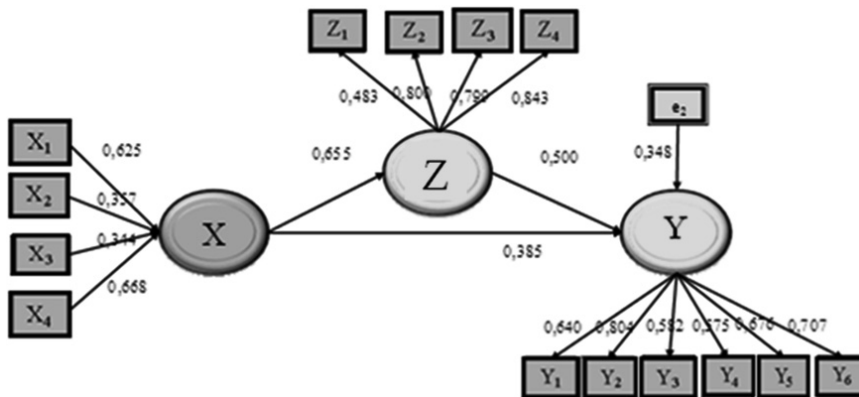 Z1 Z2 Z3 Z4
0,483 0,800 0,799 0,843
e2
X1
0,625
0,655
0,500
0,348
X2
0,357
Z
X
Y
X3
0,344
0,385
X4
0,668
0,640 0,804 0,582 0,575 0,676 0,707
Y1 Y2 Y3 Y4 Y5 Y6